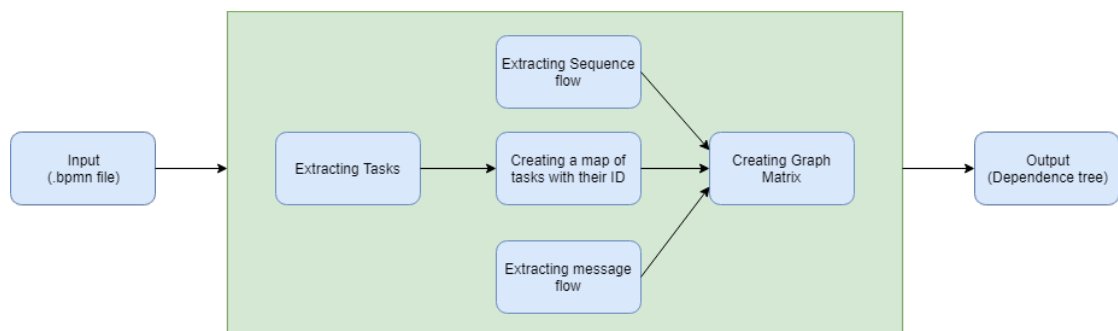 Input
(.bpmn file)
Extracting Tasks
Extracting Sequence
flow
Creating a map of
tasks with their ID
Extracting message
flow
Creating Graph
Matrix
Output
(Dependence tree)